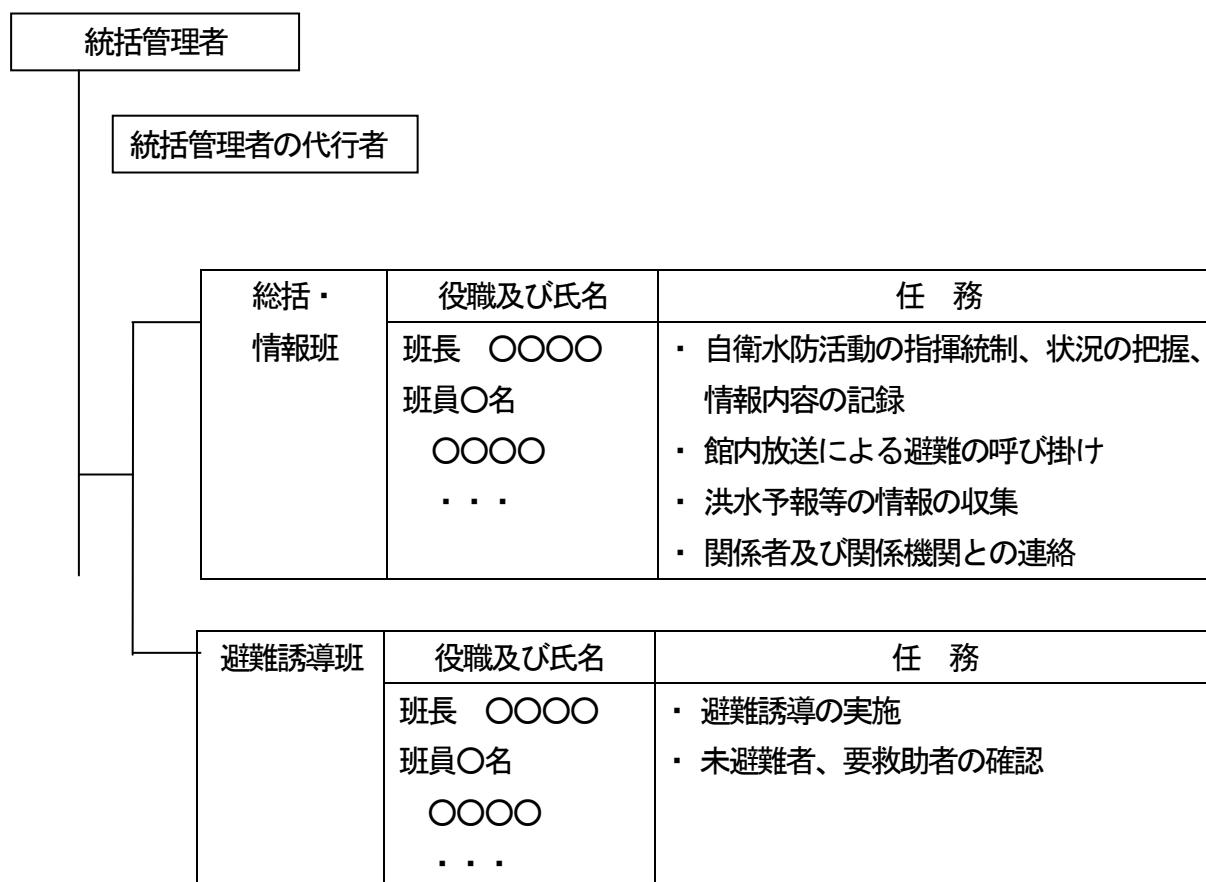 統括管理者
統括管理者の代行者
総括・
情報班
役職及び氏名
任　務
班長　〇〇〇〇
班員〇名
〇〇〇〇
・・・
・ 自衛水防活動の指揮統制、状況の把握、
情報内容の記録
・ 館内放送による避難の呼び掛け
・ 洪水予報等の情報の収集
・ 関係者及び関係機関との連絡
避難誘導班
役職及び氏名
任　務
班長　〇〇〇〇
班員〇名
〇〇〇〇
・・・
・ 避難誘導の実施
・ 未避難者、要救助者の確認